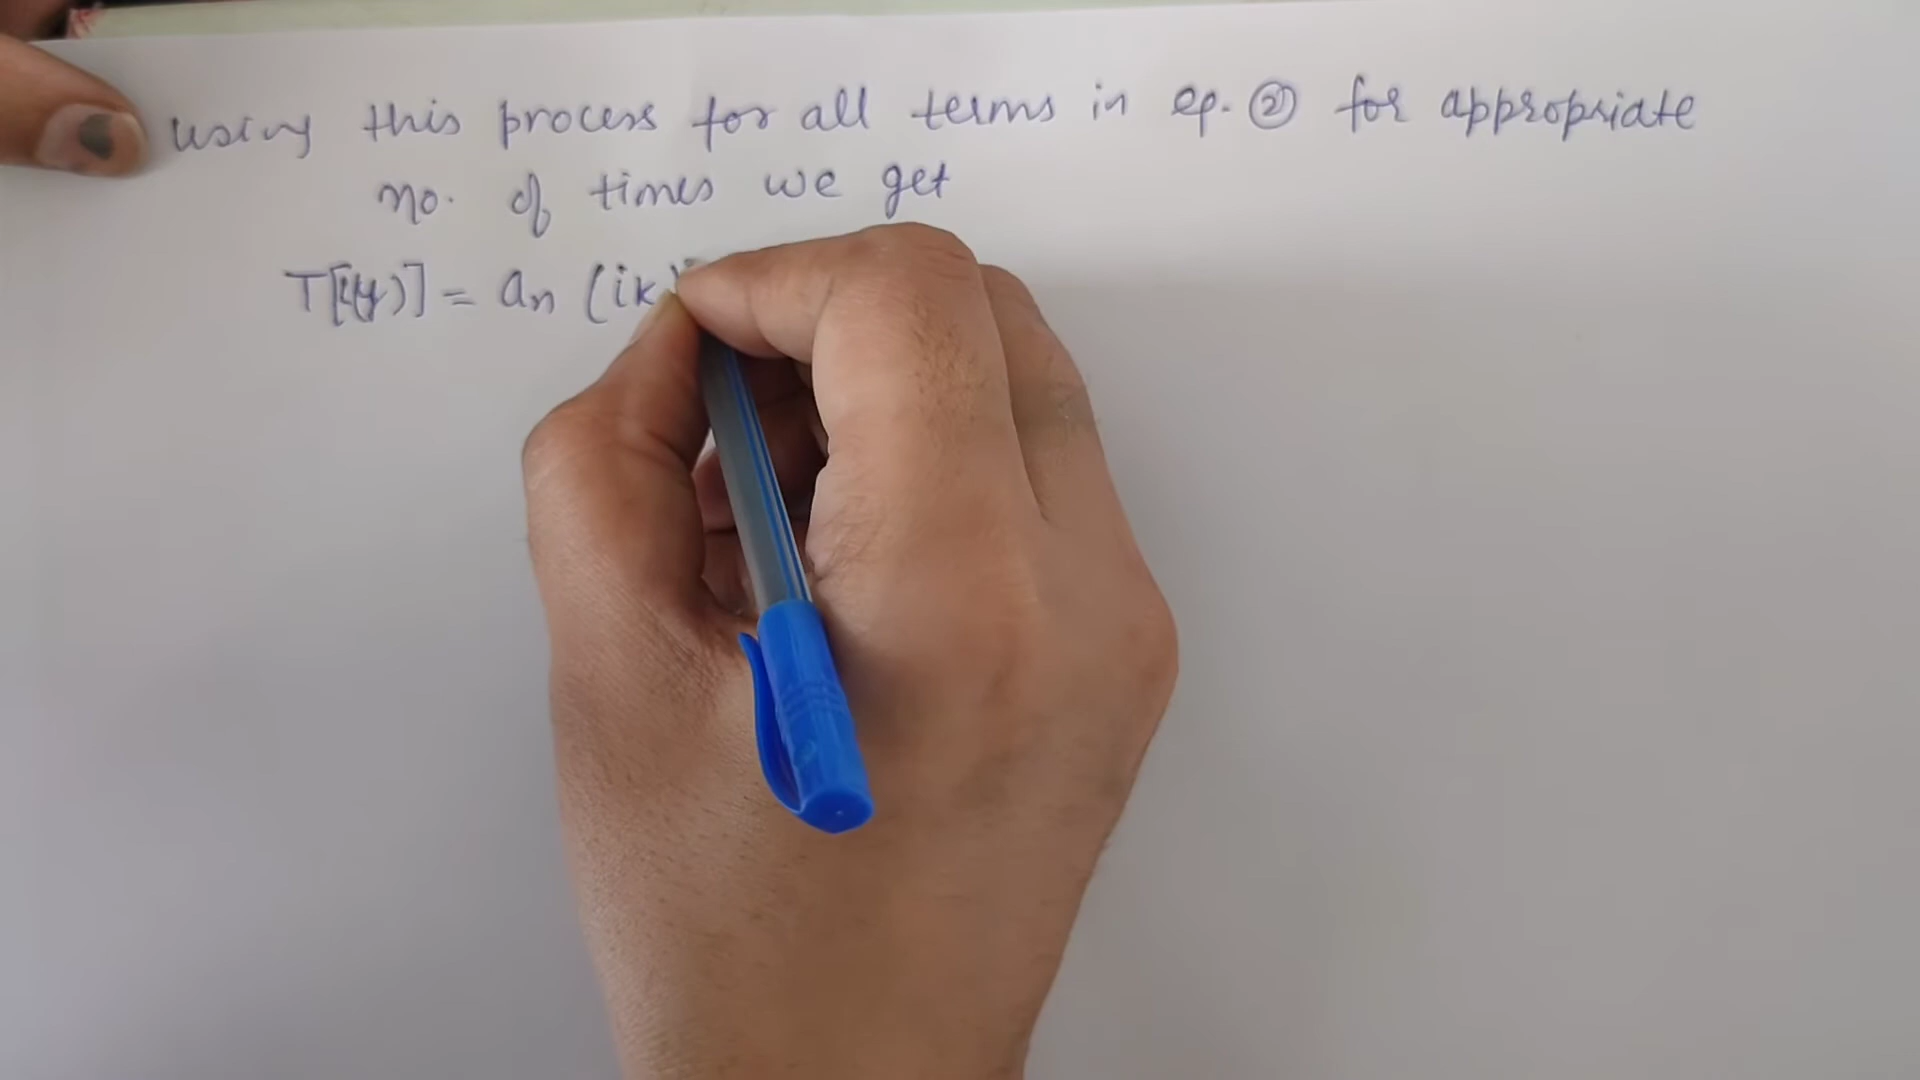 using this process for all terms in eq. ② for appropriate
no. of times we get
= an (ik)